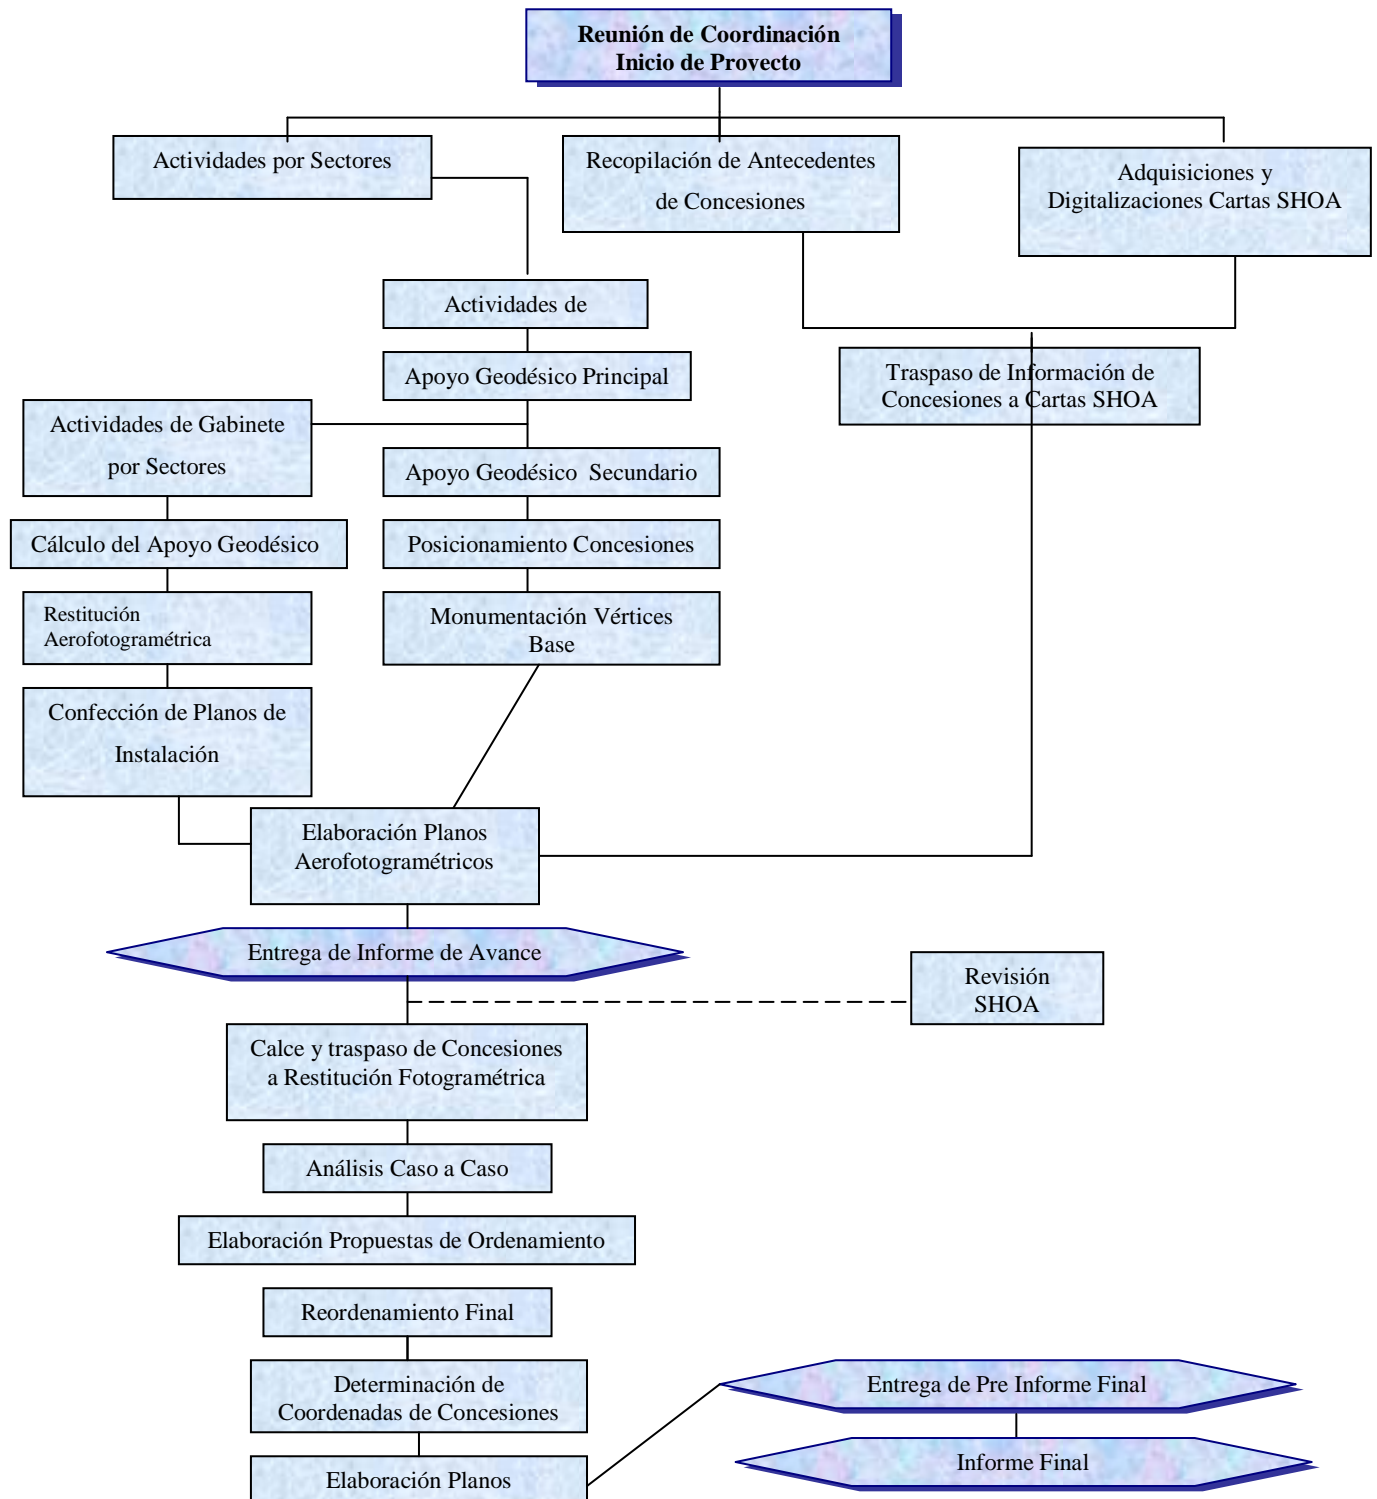 Reunión de Coordinación
Inicio de Proyecto
Actividades por Sectores
Recopilación de Antecedentes
de Concesiones
Adquisiciones y
Digitalizaciones Cartas SHOA
Actividades de
Apoyo Geodésico Principal
Traspaso de Información de
Concesiones a Cartas SHOA
Actividades de Gabinete
por Sectores
Apoyo Geodésico Secundario
Cálculo del Apoyo Geodésico
Posicionamiento Concesiones
Restitución
Aerofotogramétrica
Monumentación Vértices
Base
Confección de Planos de
Instalación
Elaboración Planos
Aerofotogramétricos
Entrega de Informe de Avance
Revisión
SHOA
Calce y traspaso de Concesiones
a Restitución Fotogramétrica
Análisis Caso a Caso
Elaboración Propuestas de Ordenamiento
Reordenamiento Final
Determinación de
Coordenadas de Concesiones
Entrega de Pre Informe Final
Elaboración Planos
Informe Final